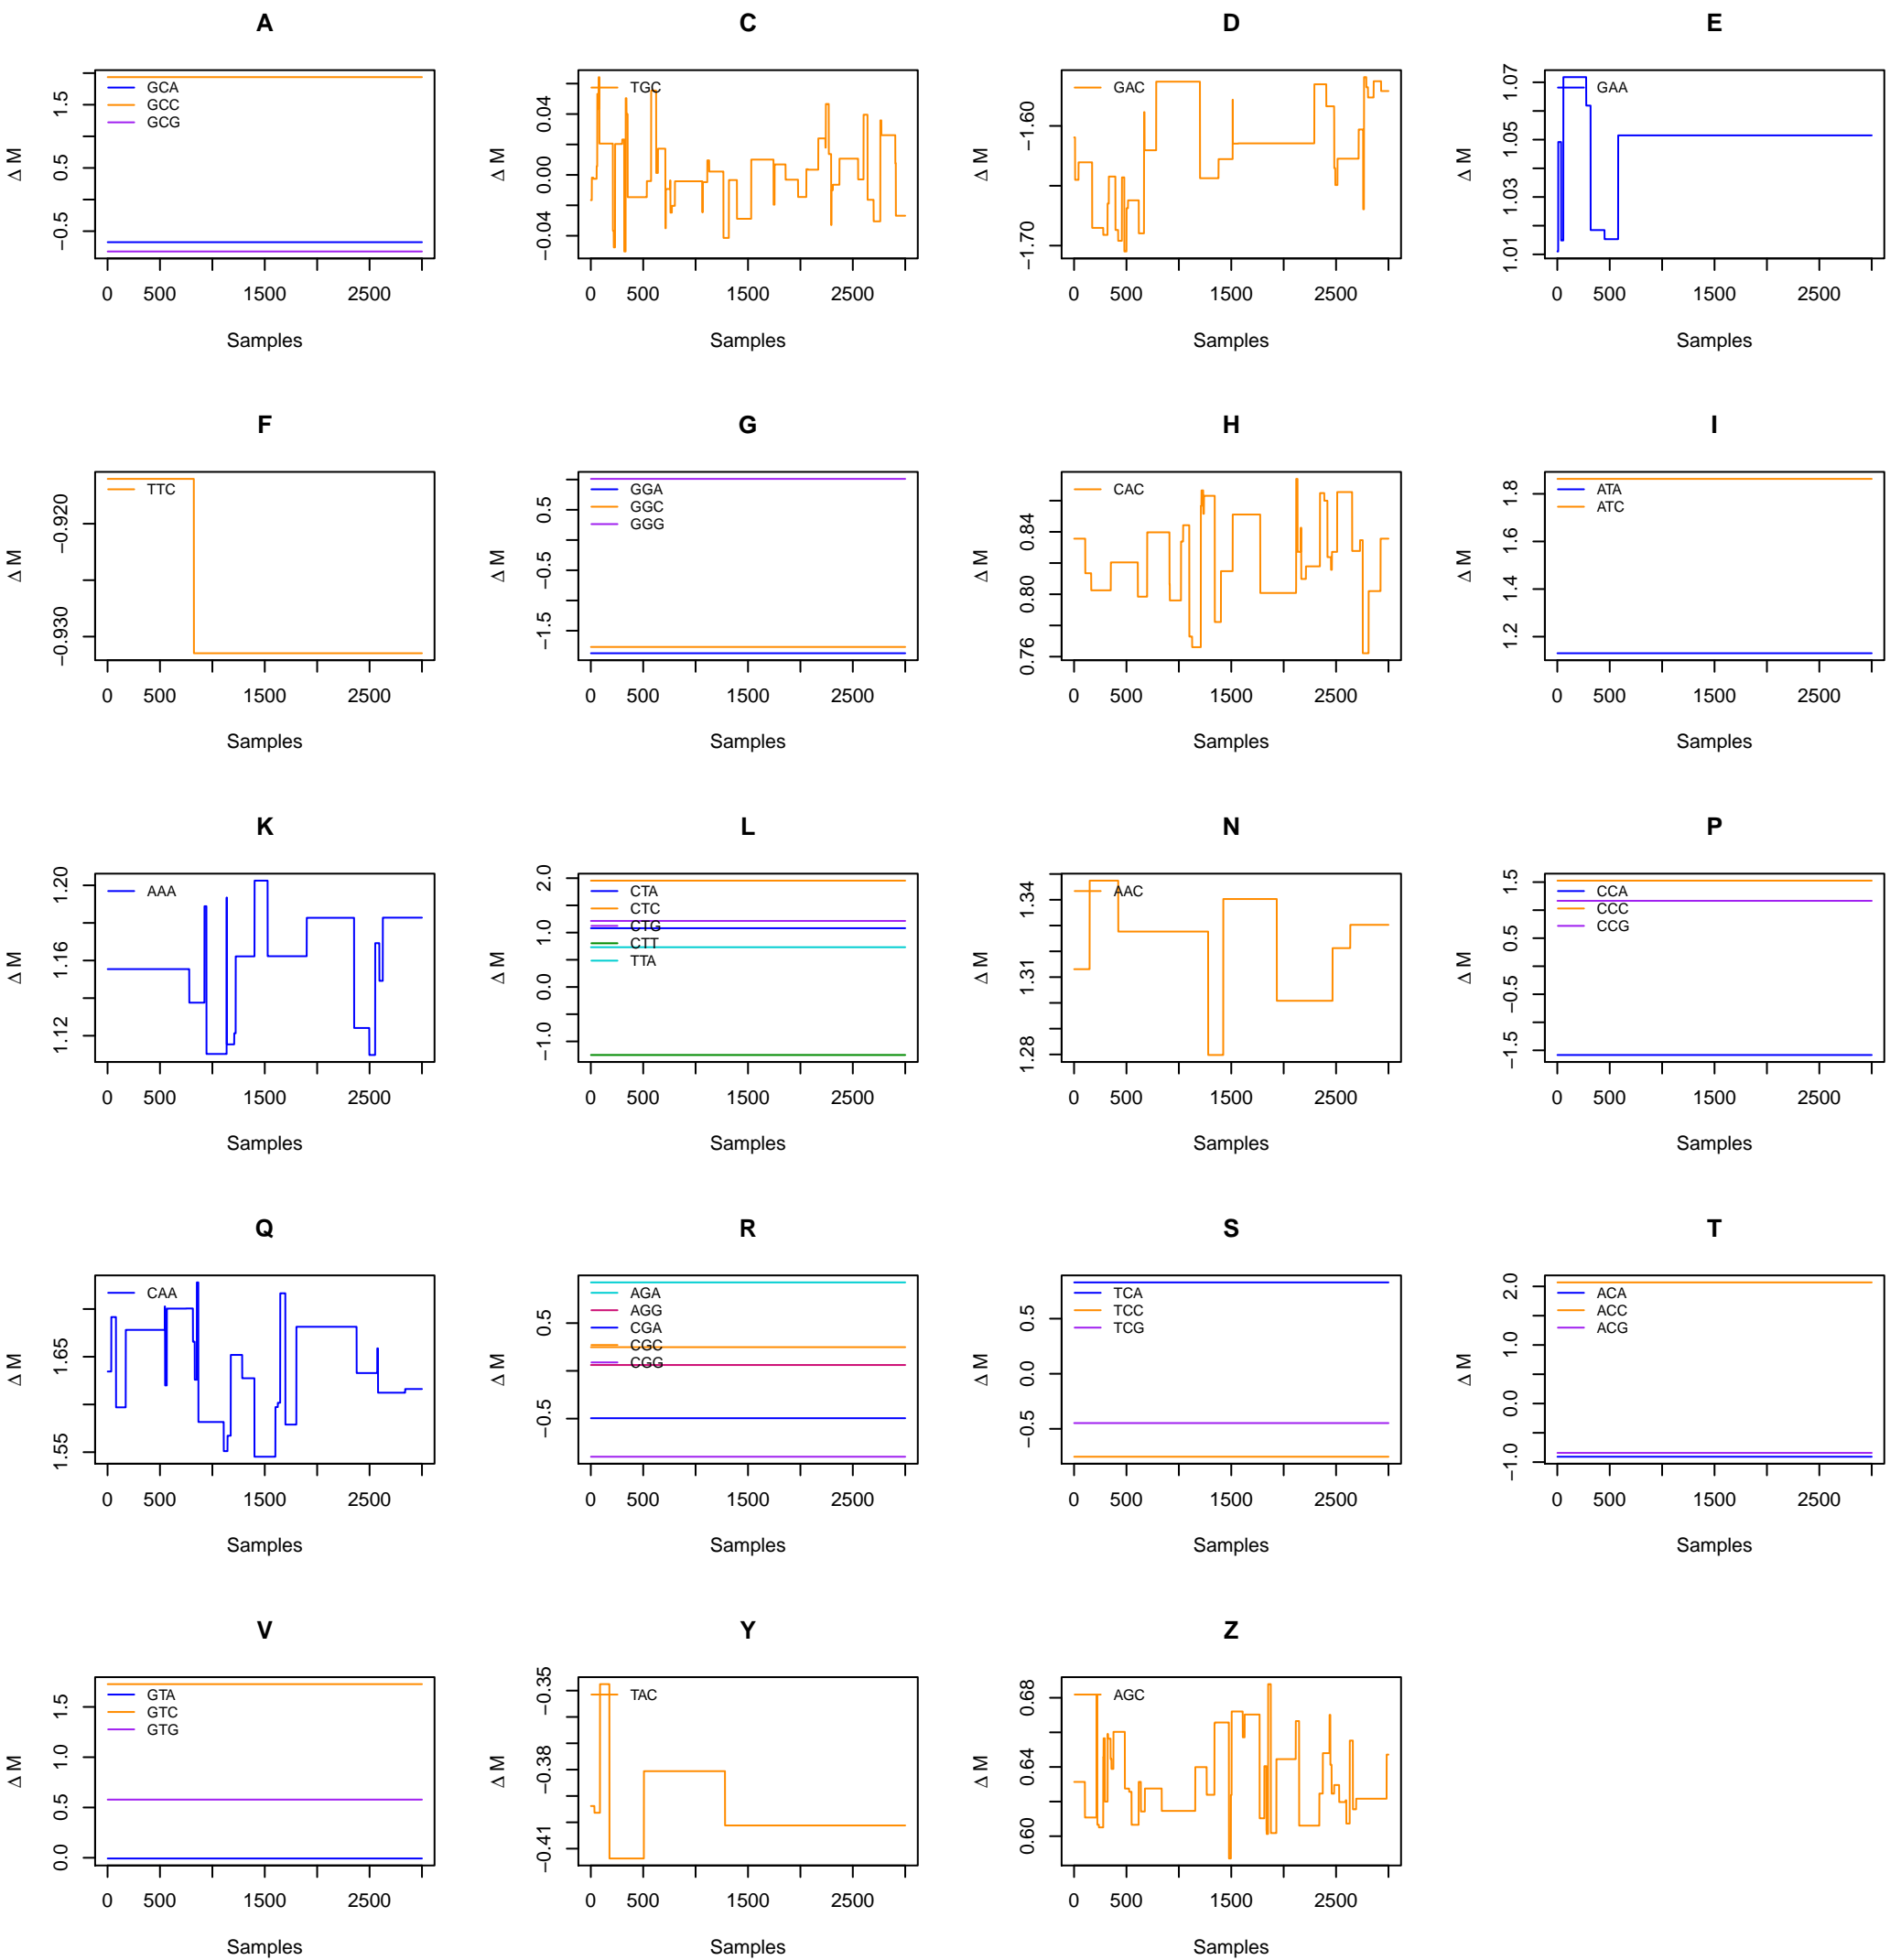 A
Δ M
1.5
0.5
−0.5
GCA
GCC
GCG
0 500 1500 2500
Samples
C
Δ M
0.04
0.00
−0.04
TGC
0 500 1500 2500
Samples
D
Δ M
−1.60
−1.70
GAC
0 500 1500 2500
Samples
E
Δ M
1.07
1.05
1.03
1.01
GAA
0 500 1500 2500
Samples
F
Δ M
−0.920
−0.930
TTC
0 500 1500 2500
Samples
G
Δ M
0.5
−0.5
−1.5
GGA
GGC
GGG
0 500 1500 2500
Samples
H
Δ M
0.84
0.80
0.76
CAC
0 500 1500 2500
Samples
I
Δ M
1.8
1.6
1.4
1.2
ATA
ATC
0 500 1500 2500
Samples
K
Δ M
1.20
1.16
1.12
AAA
0 500 1500 2500
Samples
L
Δ M
2.0
1.0
0.0
−1.0
CTA
CTC
CTG
CTT
TTA
0 500 1500 2500
Samples
N
Δ M
1.34
1.31
1.28
AAC
0 500 1500 2500
Samples
P
Δ M
1.5
0.5
−0.5
−1.5
CCA
CCC
CCG
0 500 1500 2500
Samples
Q
Δ M
1.65
1.55
CAA
0 500 1500 2500
Samples
R
Δ M
0.5
−0.5
AGA
AGG
CGA
CGC
CGG
0 500 1500 2500
Samples
S
Δ M
0.5
0.0
−0.5
TCA
TCC
TCG
0 500 1500 2500
Samples
T
Δ M
2.0
1.0
0.0
−1.0
ACA
ACC
ACG
0 500 1500 2500
Samples
V
Δ M
1.5
1.0
0.5
0.0
GTA
GTC
GTG
0 500 1500 2500
Samples
Y
Δ M
−0.35
−0.38
−0.41
TAC
0 500 1500 2500
Samples
Z
Δ M
0.68
0.64
0.60
AGC
0 500 1500 2500
Samples